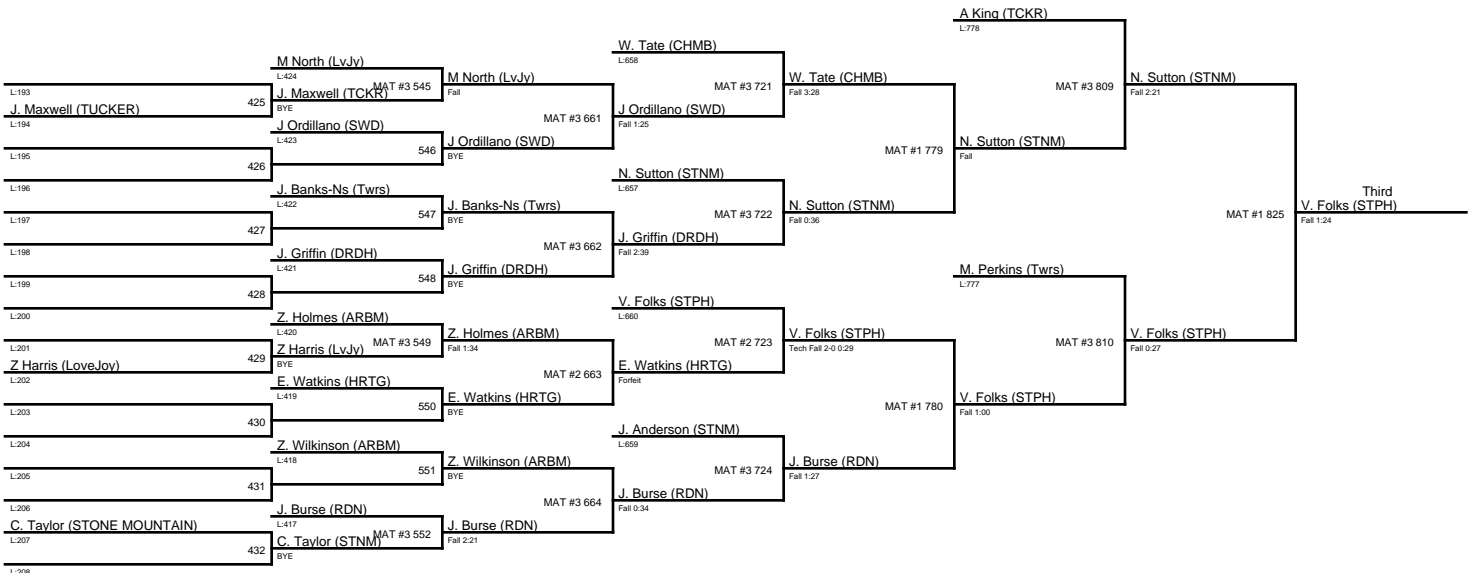 A King (TCKR)
L:778
W. Tate (CHMB)
L:658
M North (LvJy)
L:424
MAT #3 545
M North (LvJy)
Fall
MAT #3 721
W. Tate (CHMB)
Fall 3:28
MAT #3 809
N. Sutton (STNM)
Fall 2:21
L:193
425
J. Maxwell (TCKR)
BYE
J. Maxwell (TUCKER)
L:194
MAT #3 661
J Ordillano (SWD)
Fall 1:25
J Ordillano (SWD)
L:423
546
J Ordillano (SWD)
BYE
MAT #1 779
N. Sutton (STNM)
Fall
L:195
426
L:196
N. Sutton (STNM)
L:657
J. Banks-Ns (Twrs)
L:422
547
J. Banks-Ns (Twrs)
BYE
MAT #3 722
N. Sutton (STNM)
Fall 0:36
MAT #1 825
Third
V. Folks (STPH)
Fall 1:24
L:197
427
L:198
MAT #3 662
J. Griffin (DRDH)
Fall 2:39
J. Griffin (DRDH)
L:421
548
J. Griffin (DRDH)
BYE
M. Perkins (Twrs)
L:777
L:199
428
L:200
V. Folks (STPH)
L:660
Z. Holmes (ARBM)
L:420
MAT #3 549
Z. Holmes (ARBM)
Fall 1:34
MAT #2 723
V. Folks (STPH)
Tech Fall 2-0 0:29
MAT #3 810
V. Folks (STPH)
Fall 0:27
L:201
429
Z Harris (LvJy)
BYE
Z Harris (LoveJoy)
L:202
MAT #2 663
E. Watkins (HRTG)
Forfeit
E. Watkins (HRTG)
L:419
550
E. Watkins (HRTG)
BYE
MAT #1 780
V. Folks (STPH)
Fall 1:00
L:203
430
L:204
J. Anderson (STNM)
L:659
Z. Wilkinson (ARBM)
L:418
551
Z. Wilkinson (ARBM)
BYE
MAT #3 724
J. Burse (RDN)
Fall 1:27
L:205
431
L:206
MAT #3 664
J. Burse (RDN)
Fall 0:34
J. Burse (RDN)
L:417
MAT #3 552
J. Burse (RDN)
Fall 2:21
C. Taylor (STONE MOUNTAIN)
L:207
432
C. Taylor (STNM)
BYE
L:208